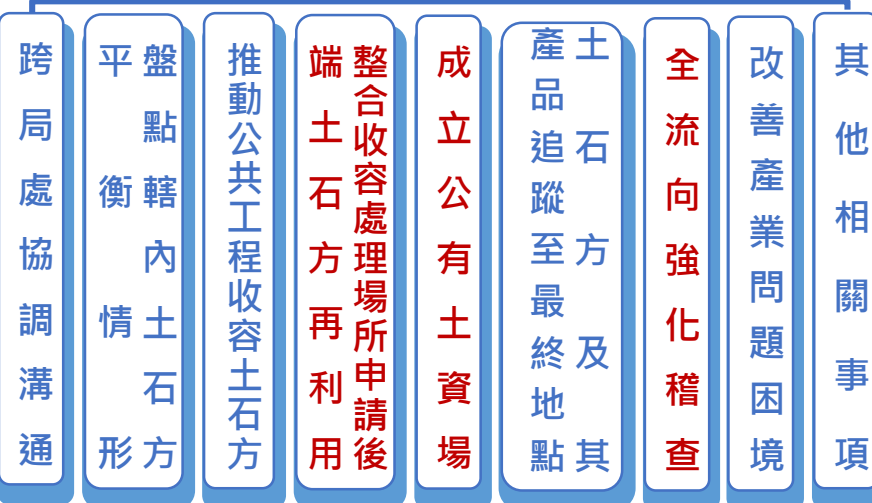 跨局處協調溝通
盤點轄內土石方
平衡情形
推動公共工程收容土石方
整合收容處理場所申請後
端土石方再利用
成立公有土資場
土石方及其
產品追蹤至最終地點
全流向強化稽查
改善產業問題困境
其他相關事項